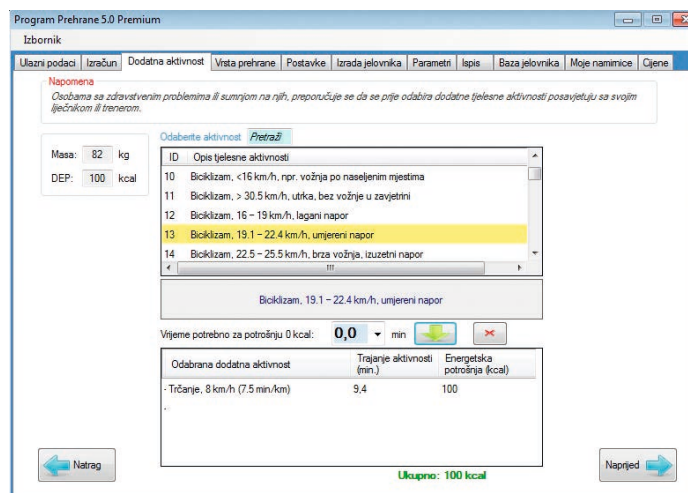 Program Prehrane 5.0 Premium
Izbornik
Ulazni podaci Izračun Dodatna aktivnost Vrsta prehrane Postavke Izrada jelovnika Parametri Ispis Baza jelovnika Moje namirnice Cijene
Napomena
Osobama sa zdravstvenim problemima ili sumnjom na njih, preporučuje se da se prije odabira dodatne tjelesne aktivnosti posavjetuju sa svojim
liječnikom ili trenerom.
Odaberite aktivnost Pretraži
Masa: 82 kg
DEP: 100 kcal
ID Opis tjelesne aktivnosti
10 Biciklizam, <16 km/h, npr. vožnja po naseljenim mjestima
11 Biciklizam, > 30.5 km/h, utrka, bez vožnje u zavjetrini
12 Biciklizam, 16 – 19 km/h, lagani napor
13 Biciklizam, 19.1 – 22.4 km/h, umjereni napor
14 Biciklizam, 22.5 – 25.5 km/h, brza vožnja, izuzetni napor
Biciklizam, 19.1 – 22.4 km/h, umjereni napor
Vrijeme potrebno za potrošnju 0 kcal: 0,0 min
Odabrana dodatna aktivnost Trajanje aktivnosti (min.) Energetska potrošnja (kcal)
- Trčanje, 8 km/h (7.5 min/km) 9,4 100
Natrag
Naprijed
Ukupno: 100 kcal